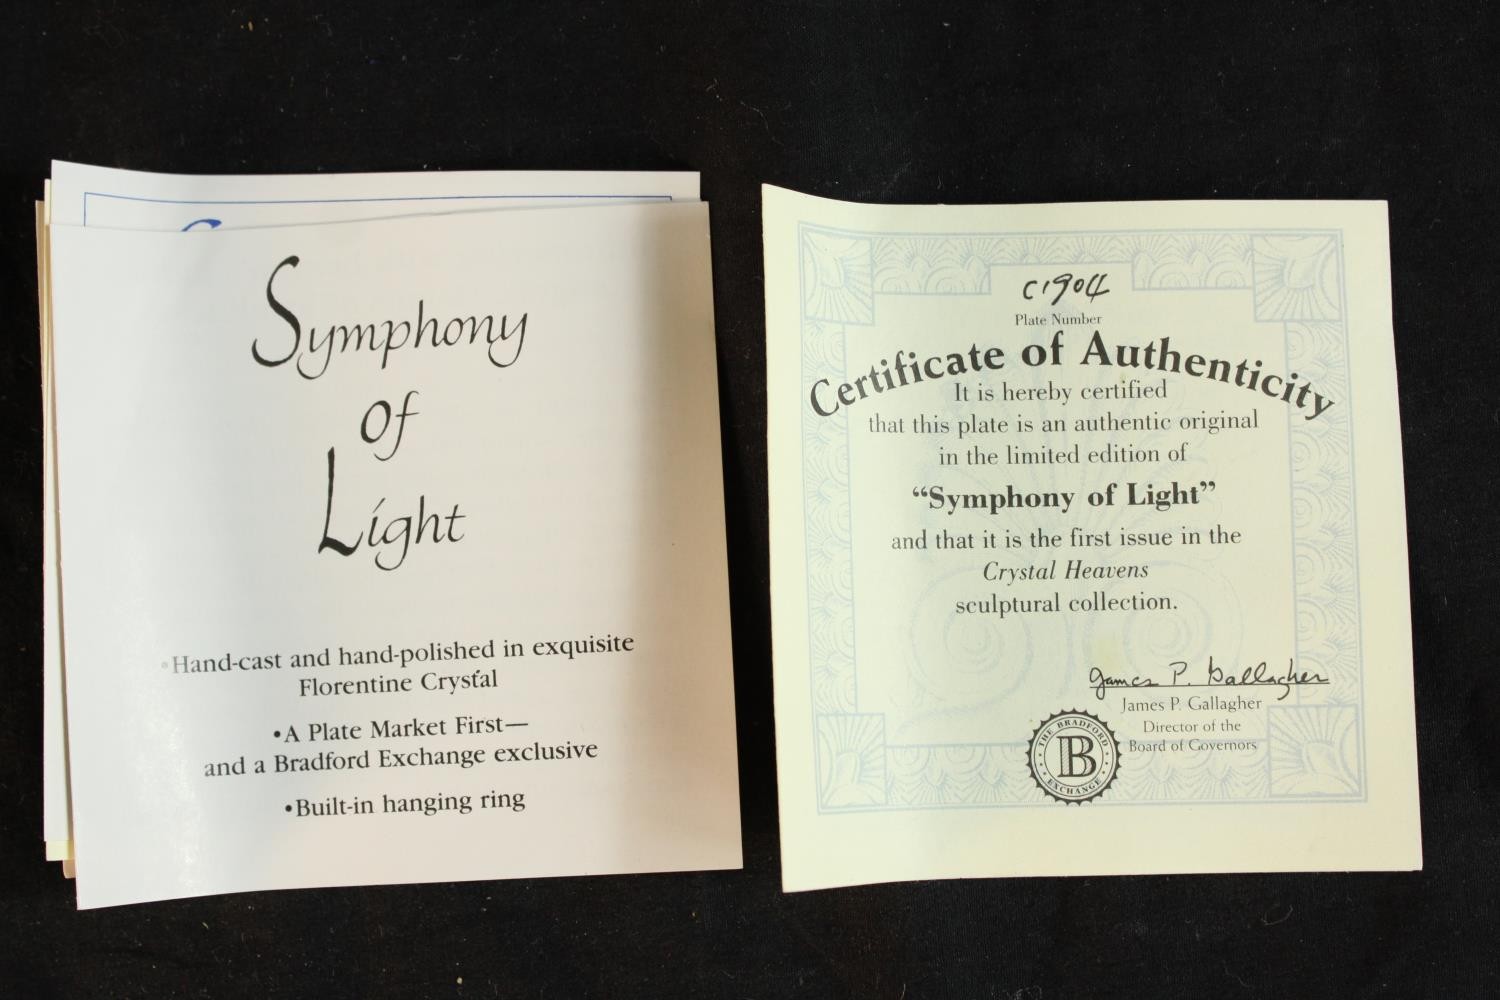 Symphony
of
Light
•Hand-cast and hand-polished in exquisite
Florentine Crystal
•A Plate Market First—
and a Bradford Exchange exclusive
•Built-in hanging ring
C1904
Plate Number
Certificate of Authenticity
It is hereby certified
that this plate is an authentic original
in the limited edition of
“Symphony of Light”
and that it is the first issue in the
Crystal Heavens
sculptural collection.
James P. Gallagher
James P. Gallagher
Director of the
Board of Governors
THE BRADFORD
B
EXCHANGE